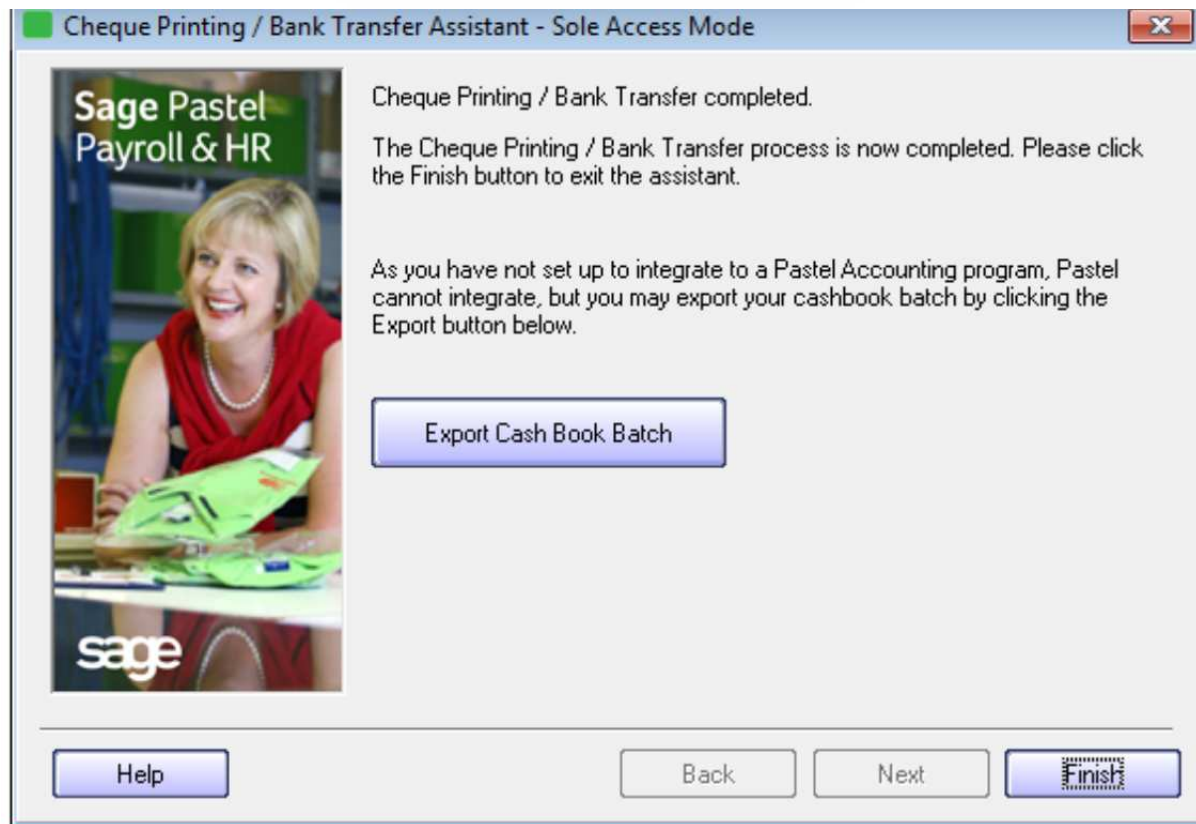 Cheque Printing / Bank Transfer Assistant - Sole Access Mode
Sage Pastel
Payroll & HR
Cheque Printing / Bank Transfer completed.
The Cheque Printing / Bank Transfer process is now completed. Please click
the Finish button to exit the assistant.
As you have not set up to integrate to a Pastel Accounting program, Pastel
cannot integrate, but you may export your cashbook batch by clicking the
Export button below.
Export Cash Book Batch
sage
Help
Back
Next
Finish